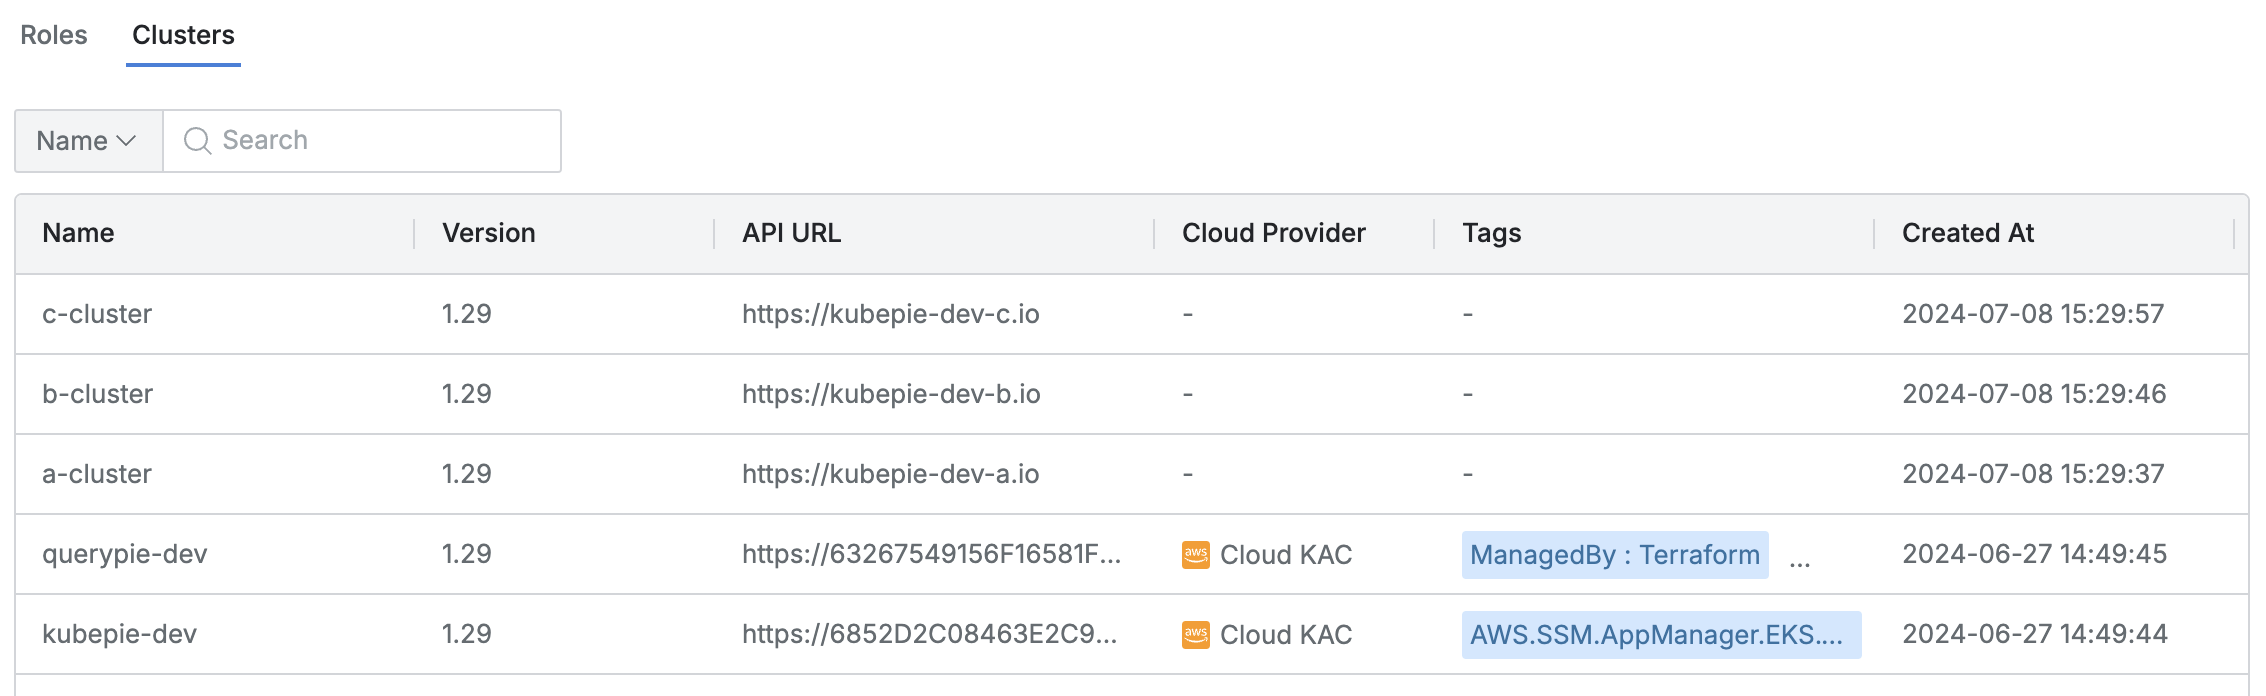 Roles Clusters
Name Search
Name Version API URL Cloud Provider Tags Created At
c-cluster 1.29 https://kubepie-dev-c.io - - 2024-07-08 15:29:57
b-cluster 1.29 https://kubepie-dev-b.io - - 2024-07-08 15:29:46
a-cluster 1.29 https://kubepie-dev-a.io - - 2024-07-08 15:29:37
querypie-dev 1.29 https://63267549156F16581F... aws Cloud KAC ManagedBy : Terraform ... 2024-06-27 14:49:45
kubepie-dev 1.29 https://6852D2C08463E2C9... aws Cloud KAC AWS.SSM.AppManager.EKS.... 2024-06-27 14:49:44